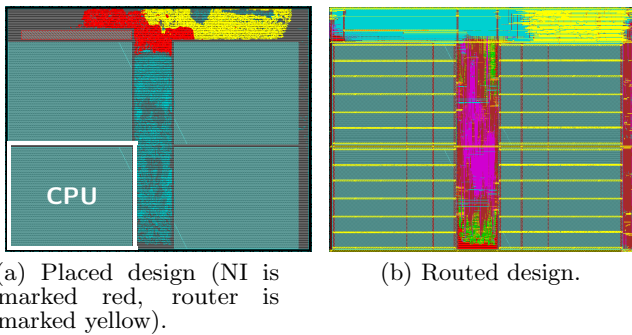 CPU
(a) Placed design (NI is
marked red, router is
marked yellow).
(b) Routed design.